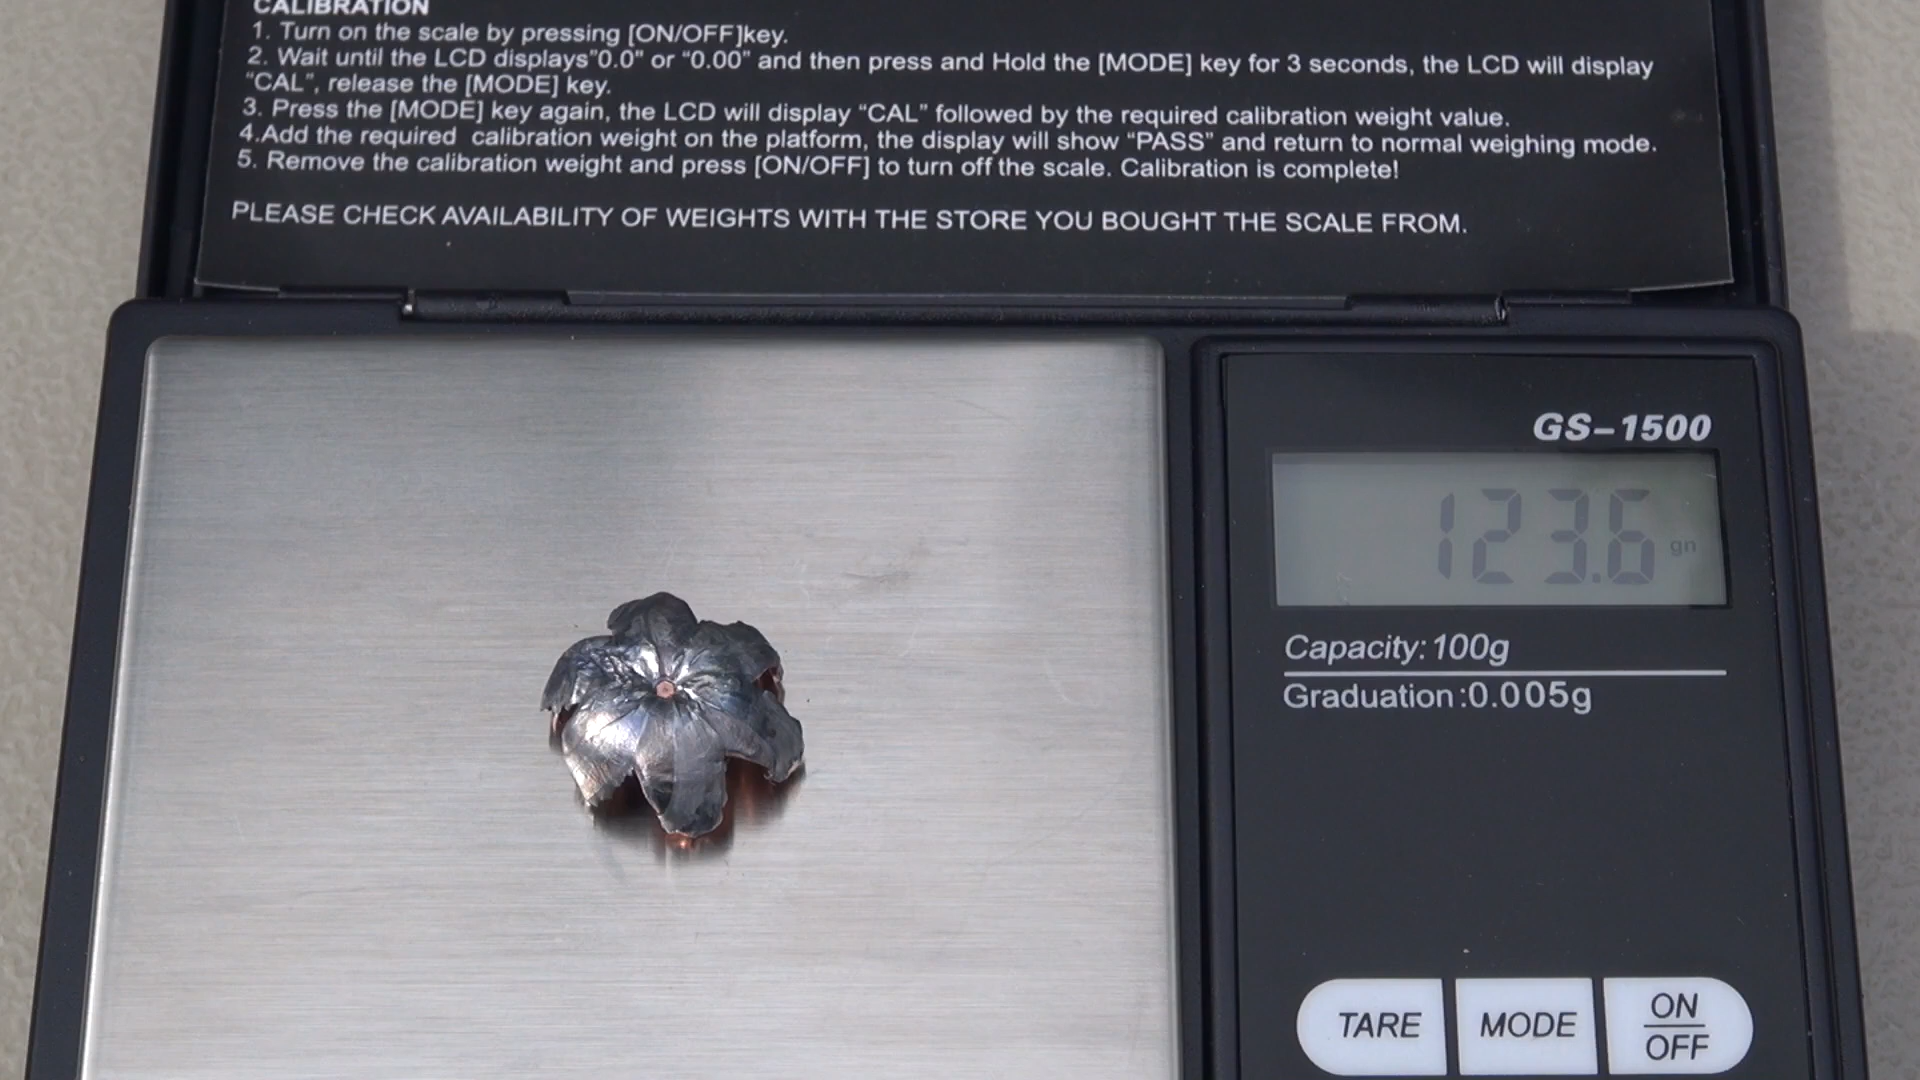 CALIBRATION
1. Turn on the scale by pressing [ON/OFF]key.
2. Wait until the LCD displays"0.0" or “0.00” and then press and Hold the [MODE] key for 3 seconds, the LCD will display
“CAL”, release the [MODE] key.
3. Press the [MODE] key again, the LCD will display “CAL” followed by the required calibration weight value.
4.Add the required calibration weight on the platform, the display will show “PASS” and return to normal weighing mode.
5. Remove the calibration weight and press [ON/OFF] to turn off the scale. Calibration is complete!
PLEASE CHECK AVAILABILITY OF WEIGHTS WITH THE STORE YOU BOUGHT THE SCALE FROM.
GS-1500
123.6 gn
Capacity:100g
Graduation:0.005g
TARE
MODE
ON
OFF